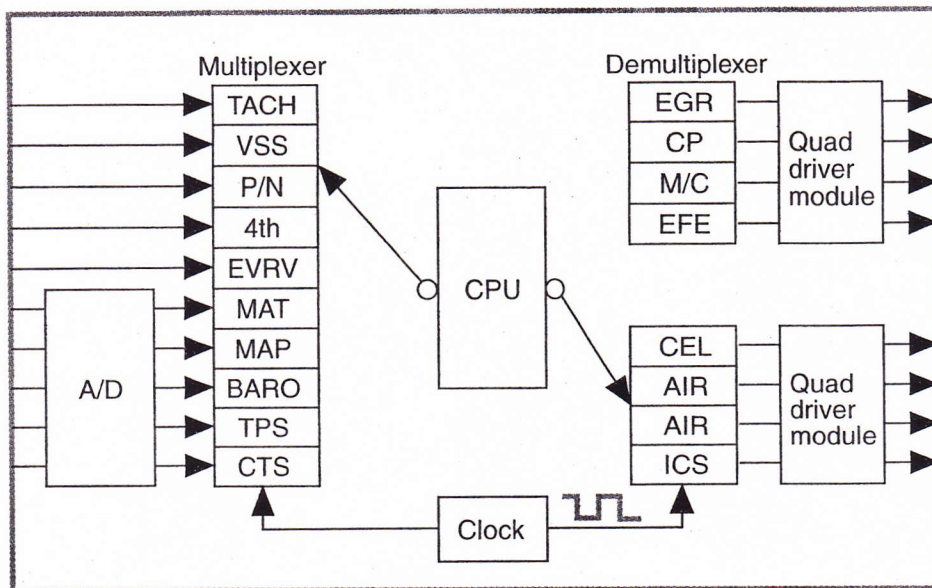 Multiplexer
TACH
VSS
P/N
4th
EVRV
MAT
MAP
BARO
TPS
CTS
A/D
CPU
Clock
Demultiplexer
EGR
CP
M/C
EFE
Quad
driver
module
CEL
AIR
AIR
ICS
Quad
driver
module